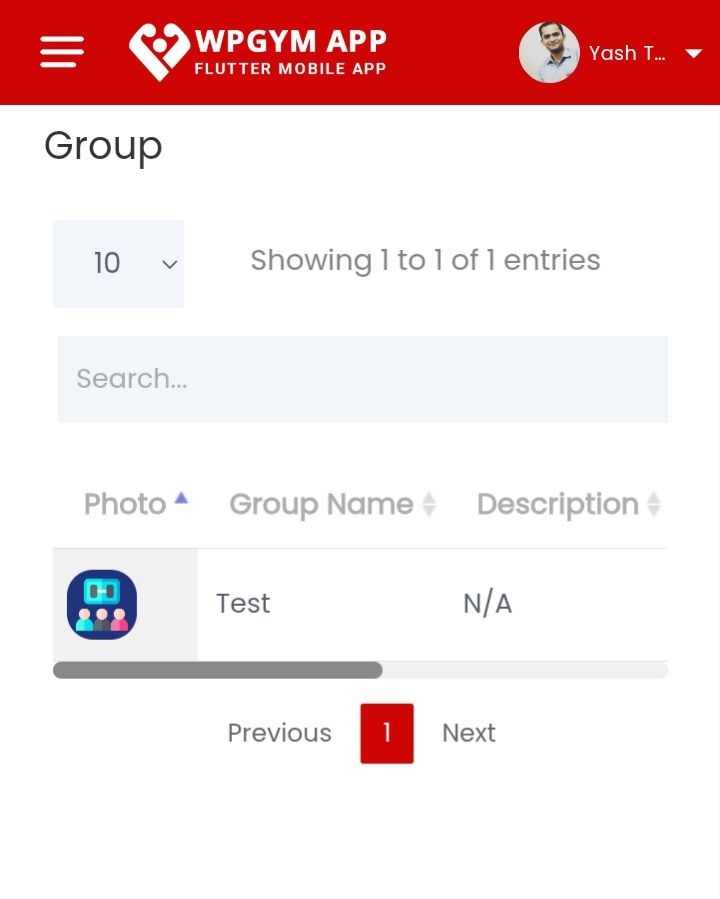 WPGYM APP
FLUTTER MOBILE APP
Yash T...
Group
10
Showing 1 to 1 of 1 entries
Search...
Photo Group Name Description
Test N/A
Previous 1 Next